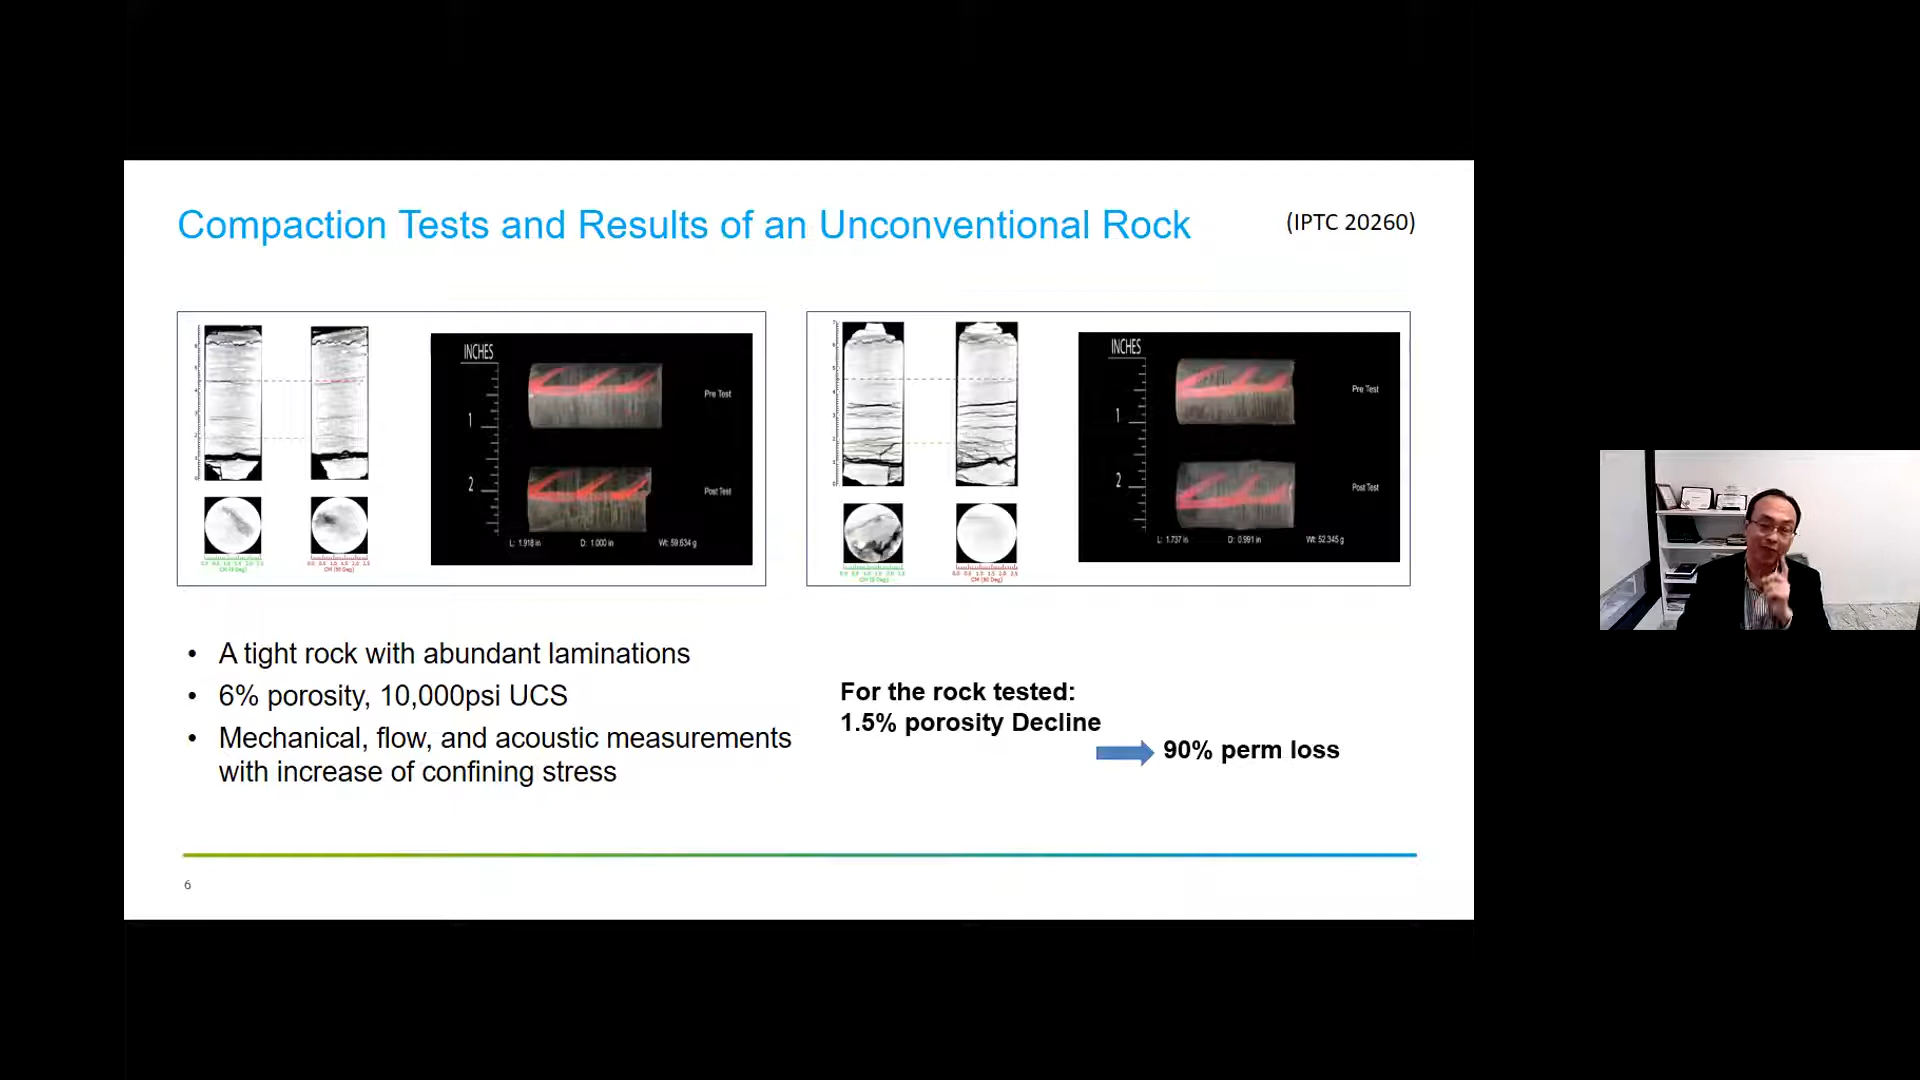 Compaction Tests and Results of an Unconventional Rock
(IPTC 20260)
INCHES
1
2
Pre Test
Post Test
L: 1.918 in
D: 1.000 in
Wt: 59.634 g
INCHES
1
2
Pre Test
Post Test
L: 1.737 in
D: 0.991 in
Wt: 52.345 g
• A tight rock with abundant laminations
• 6% porosity, 10,000psi UCS
• Mechanical, flow, and acoustic measurements
with increase of confining stress
For the rock tested:
1.5% porosity Decline
90% perm loss
6